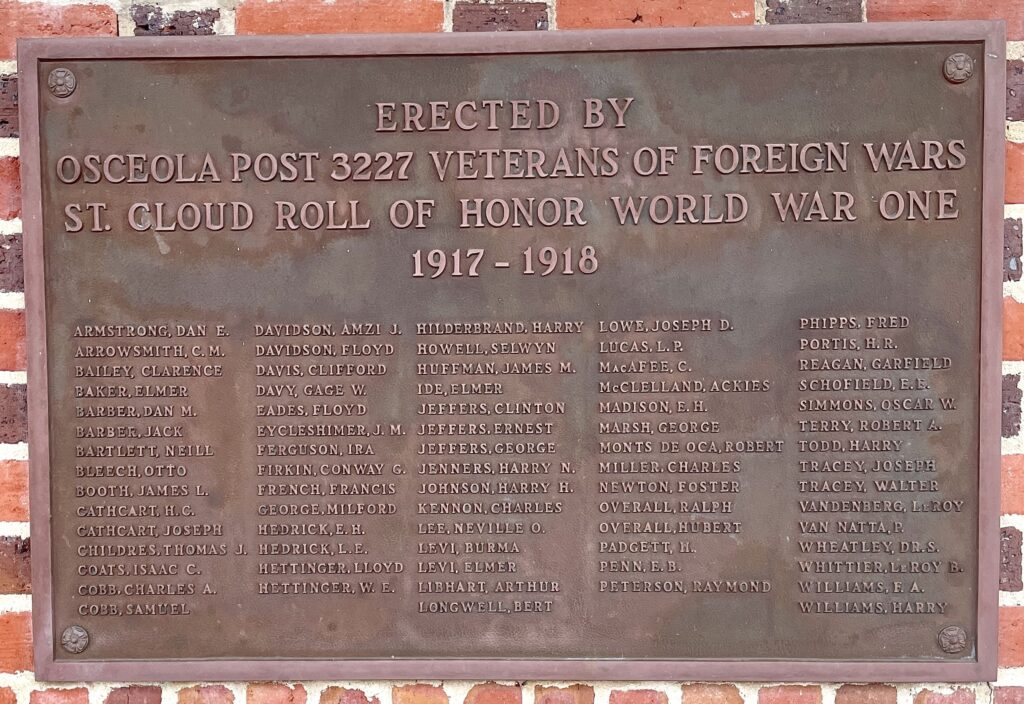 ERECTED BY
OSCEOLA POST 3227 VETERANS OF FOREIGN WARS
ST. CLOUD ROLL OF HONOR WORLD WAR ONE
1917 - 1918
ARMSTRONG, DAN E.
ARROWSMITH, C. M.
BAILEY, CLARENCE
BAKER, ELMER
BARBER, DAN M.
BARBER, JACK
BARTLETT, NEILL
BLEECH, OTTO
BOOTH, JAMES L.
CATHCART, H. G.
CATHCART, JOSEPH
CHILDRES, THOMAS J.
COATS, ISAAC C.
COBB, CHARLES A.
COBB, SAMUEL
DAVIDSON, AMZI J.
DAVIDSON, FLOYD
DAVIS, CLIFFORD
DAVY, GAGE W.
EADES, FLOYD
EYCLESHIMER, J. M.
FERGUSON, IRA
FIRKIN, CONWAY G.
FRENCH, FRANCIS
GEORGE, MILFORD
HEDRICK, E. H.
HEDRICK, L. E.
HETTINGER, LLOYD
HETTINGER, W. E.
HILDERBRAND, HARRY
HOWELL, SELWYN
HUFFMAN, JAMES M.
IDE, ELMER
JEFFERS, CLINTON
JEFFERS, ERNEST
JEFFERS, GEORGE
JENNERS, HARRY N.
JOHNSON, HARRY H.
KENNON, CHARLES
LEE, NEVILLE O.
LEVI, BURMA
LEVI, ELMER
LIBHART, ARTHUR
LONGWELL, BERT
LOWE, JOSEPH D.
LUCAS, L. P.
MACAFEE, C.
MCCLELLAND, ACKIES
MADISON, E. H.
MARSH, GEORGE
MONTS DE OCA, ROBERT
MILLER, CHARLES
NEWTON, FOSTER
OVERALL, RALPH
OVERALL, HUBERT
PADGETT, H.
PENN, E. B.
PETERSON, RAYMOND
PHIPPS, FRED
PORTIS, H. R.
REAGAN, GARFIELD
SCHOFIELD,
SIMMONS, OSCAR W.
TERRY, ROBERT A.
TODD, HARRY
TRACEY, JOSEPH
TRACEY, WALTER
VANDENBERG, LEROY
VAN NATTA, P.
WHEATLEY, DR. S.
WHITTIER, LEROY
WILLIAMS, F. A.
WILLIAMS, HARRY